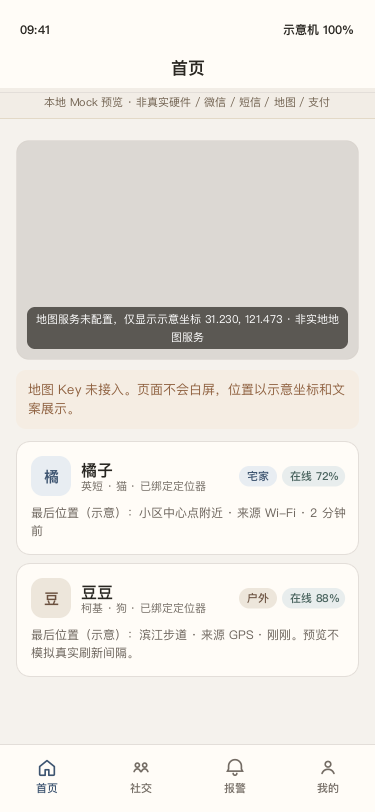 09:41
示意机 100%
首页
本地 Mock 预览 · 非真实硬件 / 微信 / 短信 / 地图 / 支付
地图服务未配置，仅显示示意坐标 31.230, 121.473 · 非实地地
图服务
地图 Key 未接入。页面不会白屏，位置以示意坐标和文
案展示。
橘
橘子
英短 · 猫 · 已绑定定位器
宅家
在线 72%
最后位置（示意）：小区中心点附近 · 来源 Wi-Fi · 2 分钟
前
豆
豆豆
柯基 · 狗 · 已绑定定位器
户外
在线 88%
最后位置（示意）：滨江步道 · 来源 GPS · 刚刚。预览不
模拟真实刷新间隔。
首页
社交
报警
我的